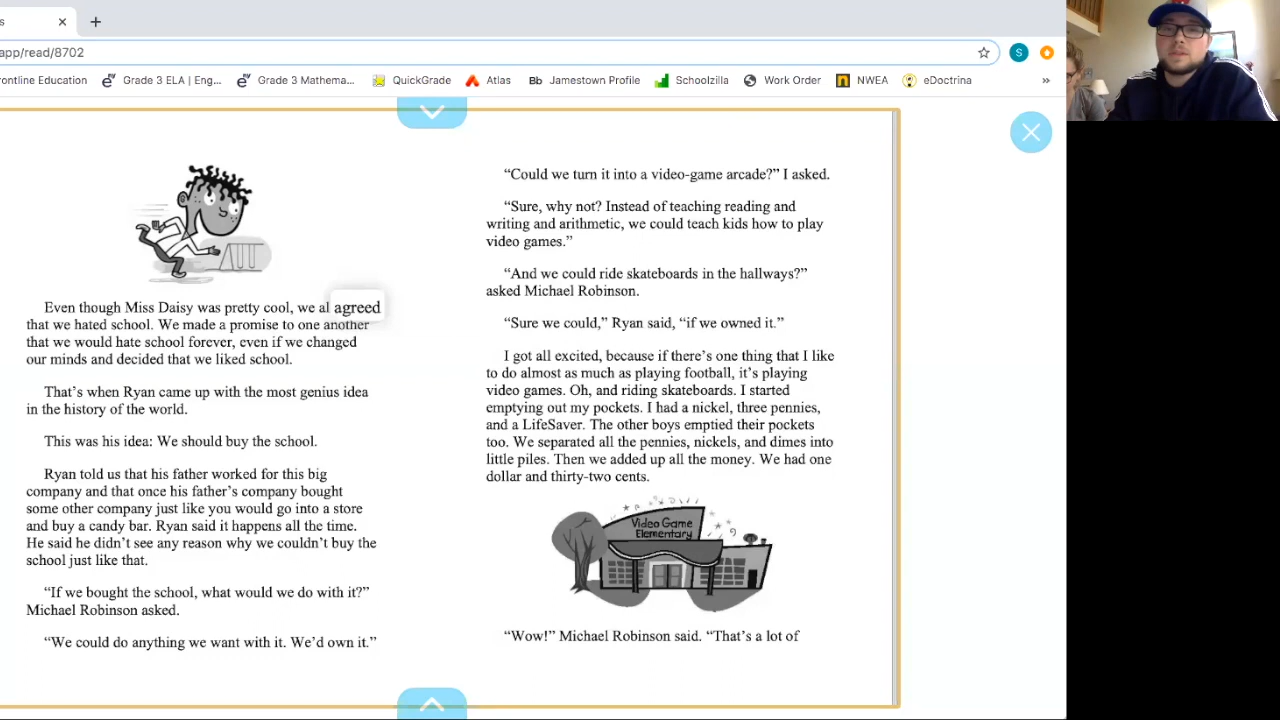 s
app/read/8702
S
rontline Education
Grade 3 ELA | Eng...
Grade 3 Mathema...
QuickGrade
Atlas
Bb Jamestown Profile
Schoolzilla
Work Order
NWEA
eDoctrina
»
Even though Miss Daisy was pretty cool, we al agreed
that we hated school. We made a promise to one another
that we would hate school forever, even if we changed
our minds and decided that we liked school.
That's when Ryan came up with the most genius idea
in the history of the world.
This was his idea: We should buy the school.
Ryan told us that his father worked for this big
company and that once his father's company bought
some other company just like you would go into a store
and buy a candy bar. Ryan said it happens all the time.
He said he didn't see any reason why we couldn't buy the
school just like that.
“If we bought the school, what would we do with it?”
Michael Robinson asked.
“We could do anything we want with it. We'd own it.”
“Could we turn it into a video-game arcade?” I asked.
“Sure, why not? Instead of teaching reading and
writing and arithmetic, we could teach kids how to play
video games.”
“And we could ride skateboards in the hallways?”
asked Michael Robinson.
“Sure we could,” Ryan said, “if we owned it.”
I got all excited, because if there's one thing that I like
to do almost as much as playing football, it's playing
video games. Oh, and riding skateboards. I started
emptying out my pockets. I had a nickel, three pennies,
and a LifeSaver. The other boys emptied their pockets
too. We separated all the pennies, nickels, and dimes into
little piles. Then we added up all the money. We had one
dollar and thirty-two cents.
Video Game
Elementary
“Wow!” Michael Robinson said. “That's a lot of